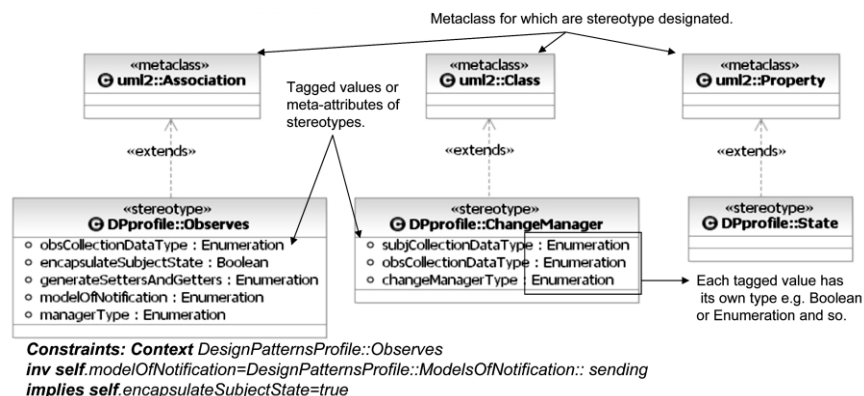 Metaclass for which are stereotype designated.
«metaclass»
uml2::Association
«metaclass»
uml2::Class
«metaclass»
uml2::Property
Tagged values or
meta-attributes of
stereotypes.
«extends»
«extends»
«extends»
«stereotype»
DPprofile::Observes
obsCollectionDataType : Enumeration
encapsulateSubjectState : Boolean
generateSettersAndGetters : Enumeration
modelOfNotification : Enumeration
managerType : Enumeration
«stereotype»
DPprofile::ChangeManager
subjCollectionDataType : Enumeration
obsCollectionDataType : Enumeration
changeManagerType : Enumeration
«stereotype»
DPprofile::State
Each tagged value has
its own type e.g. Boolean
or Enumeration and so.
Constraints: Context DesignPatternsProfile::Observes
inv self.modelOfNotification=DesignPatternsProfile::ModelsOfNotification:: sending
implies self.encapsulateSubjectState=true